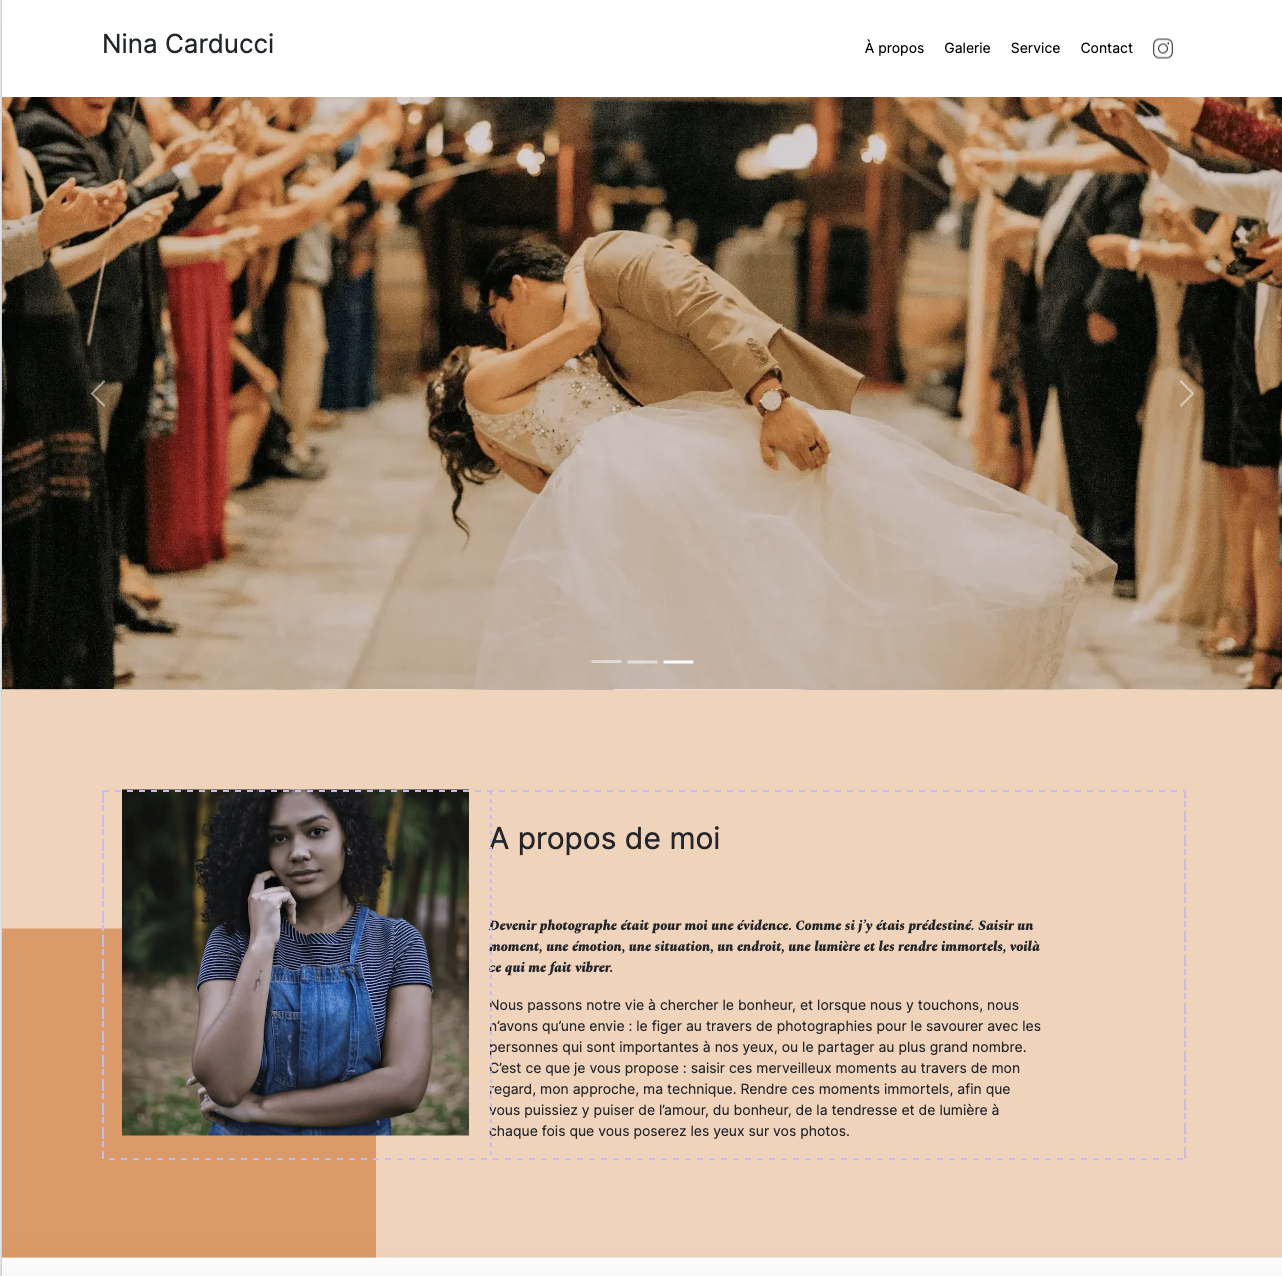 Nina Carducci
À propos Galerie Service Contact
A propos de moi
Devenir photographe était pour moi une évidence. Comme si j’y étais prédestiné. Saisir un
moment, une émotion, une situation, un endroit, une lumière et les rendre immortels, voilà
ce qui me fait vibrer.
Nous passons notre vie à chercher le bonheur, et lorsque nous y touchons, nous
n’avons qu’une envie : le figer au travers de photographies pour le savourer avec les
personnes qui sont importantes à nos yeux, ou le partager au plus grand nombre.
C’est ce que je vous propose : saisir ces merveilleux moments au travers de mon
regard, mon approche, ma technique. Rendre ces moments immortels, afin que
vous puissiez y puiser de l’amour, du bonheur, de la tendresse et de lumière à
chaque fois que vous poserez les yeux sur vos photos.